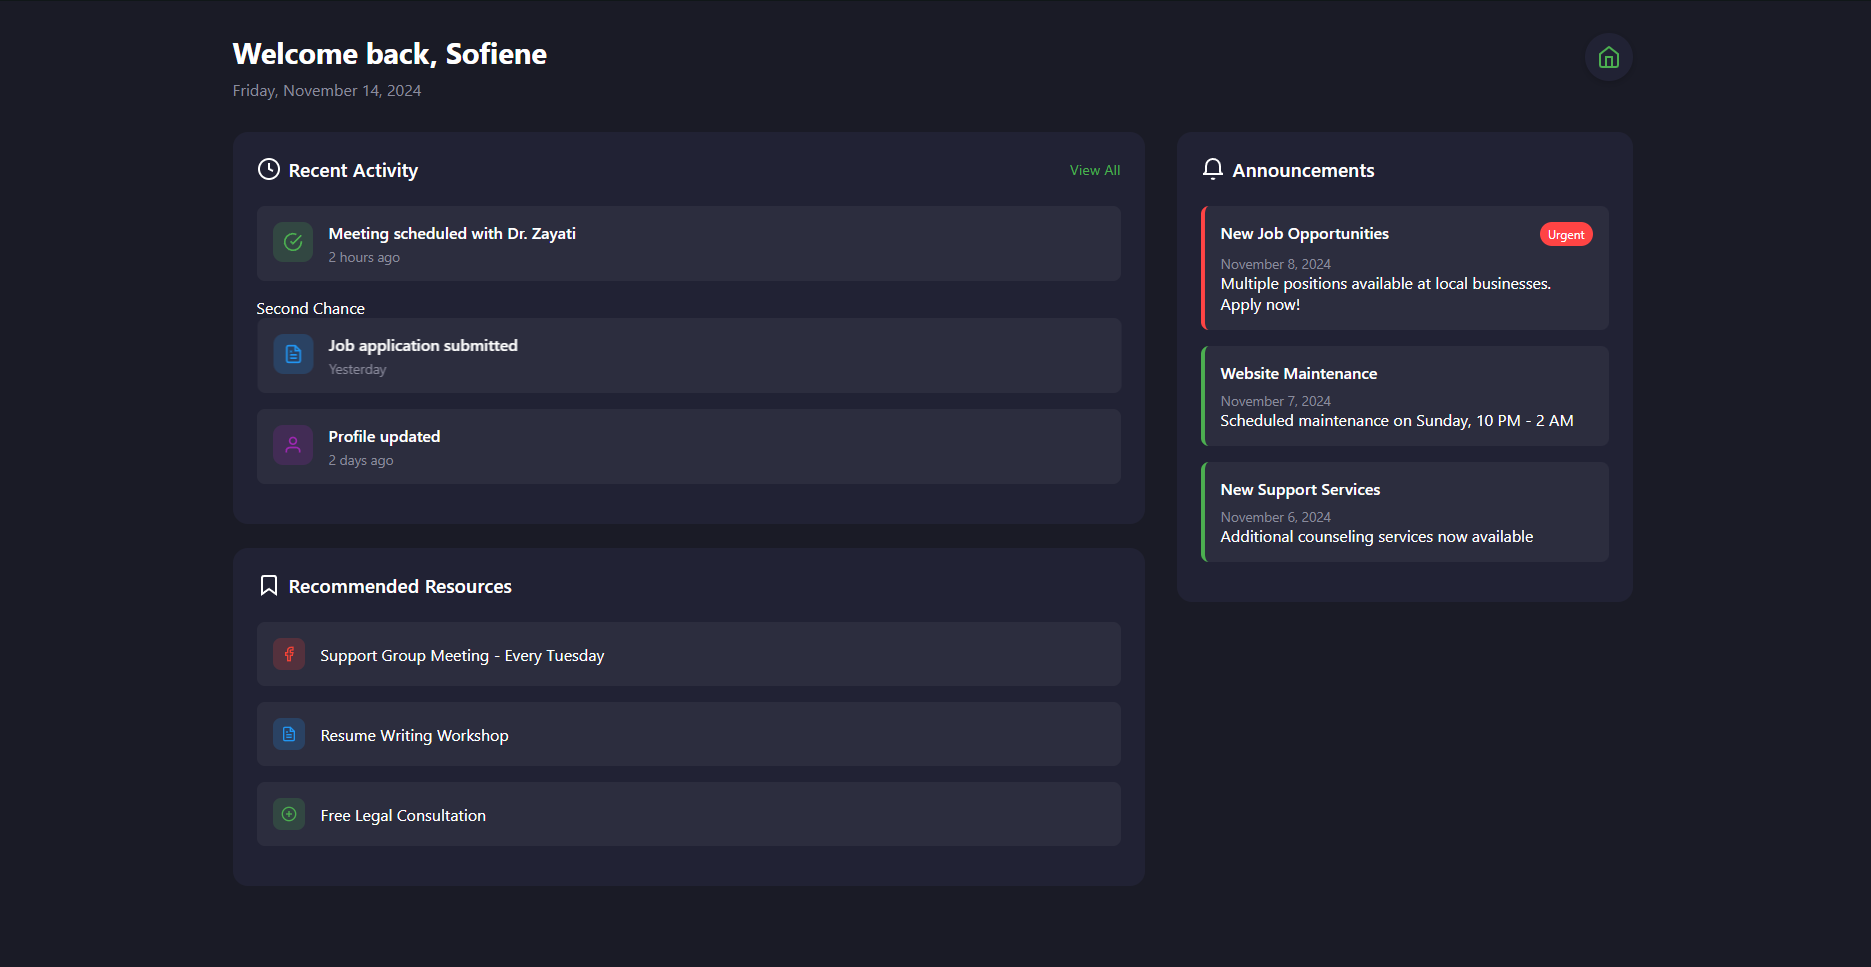 Welcome back, Sofiene
Friday, November 14, 2024
Recent Activity
View All
Meeting scheduled with Dr. Zayati
2 hours ago
Second Chance
Job application submitted
Yesterday
Profile updated
2 days ago
Recommended Resources
Support Group Meeting - Every Tuesday
Resume Writing Workshop
Free Legal Consultation
Announcements
New Job Opportunities
Urgent
November 8, 2024
Multiple positions available at local businesses.
Apply now!
Website Maintenance
November 7, 2024
Scheduled maintenance on Sunday, 10 PM - 2 AM
New Support Services
November 6, 2024
Additional counseling services now available